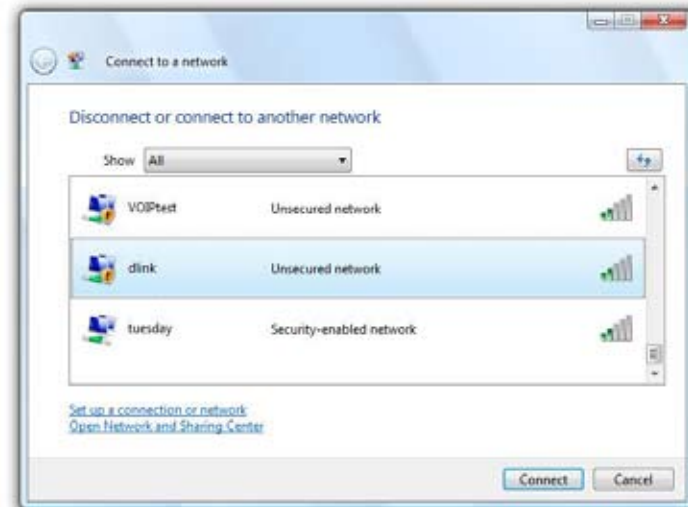 Connect to a network
Disconnect or connect to another network
Show All
VOIPtest Unsecured network
dlink Unsecured network
tuesday Security-enabled network
Set up a connection or network
Open Network and Sharing Center
Connect Cancel